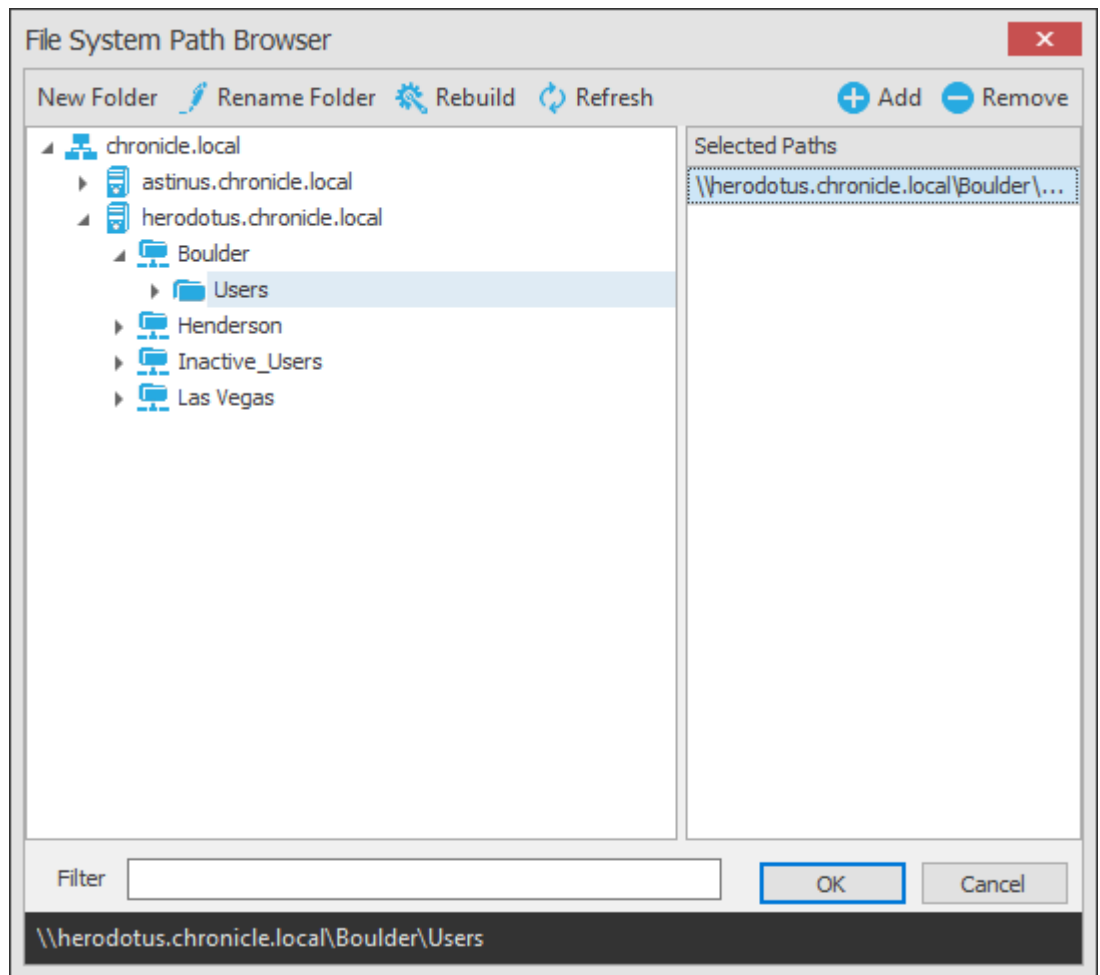 File System Path Browser
New Folder Rename Folder Rebuild Refresh Add Remove
chronicle.local
astinus.chronicle.local
herodotus.chronicle.local
Boulder
Users
Henderson
Inactive_Users
Las Vegas
Selected Paths
\\herodotus.chronicle.local\Boulder\...
Filter
OK Cancel
\\herodotus.chronicle.local\Boulder\Users